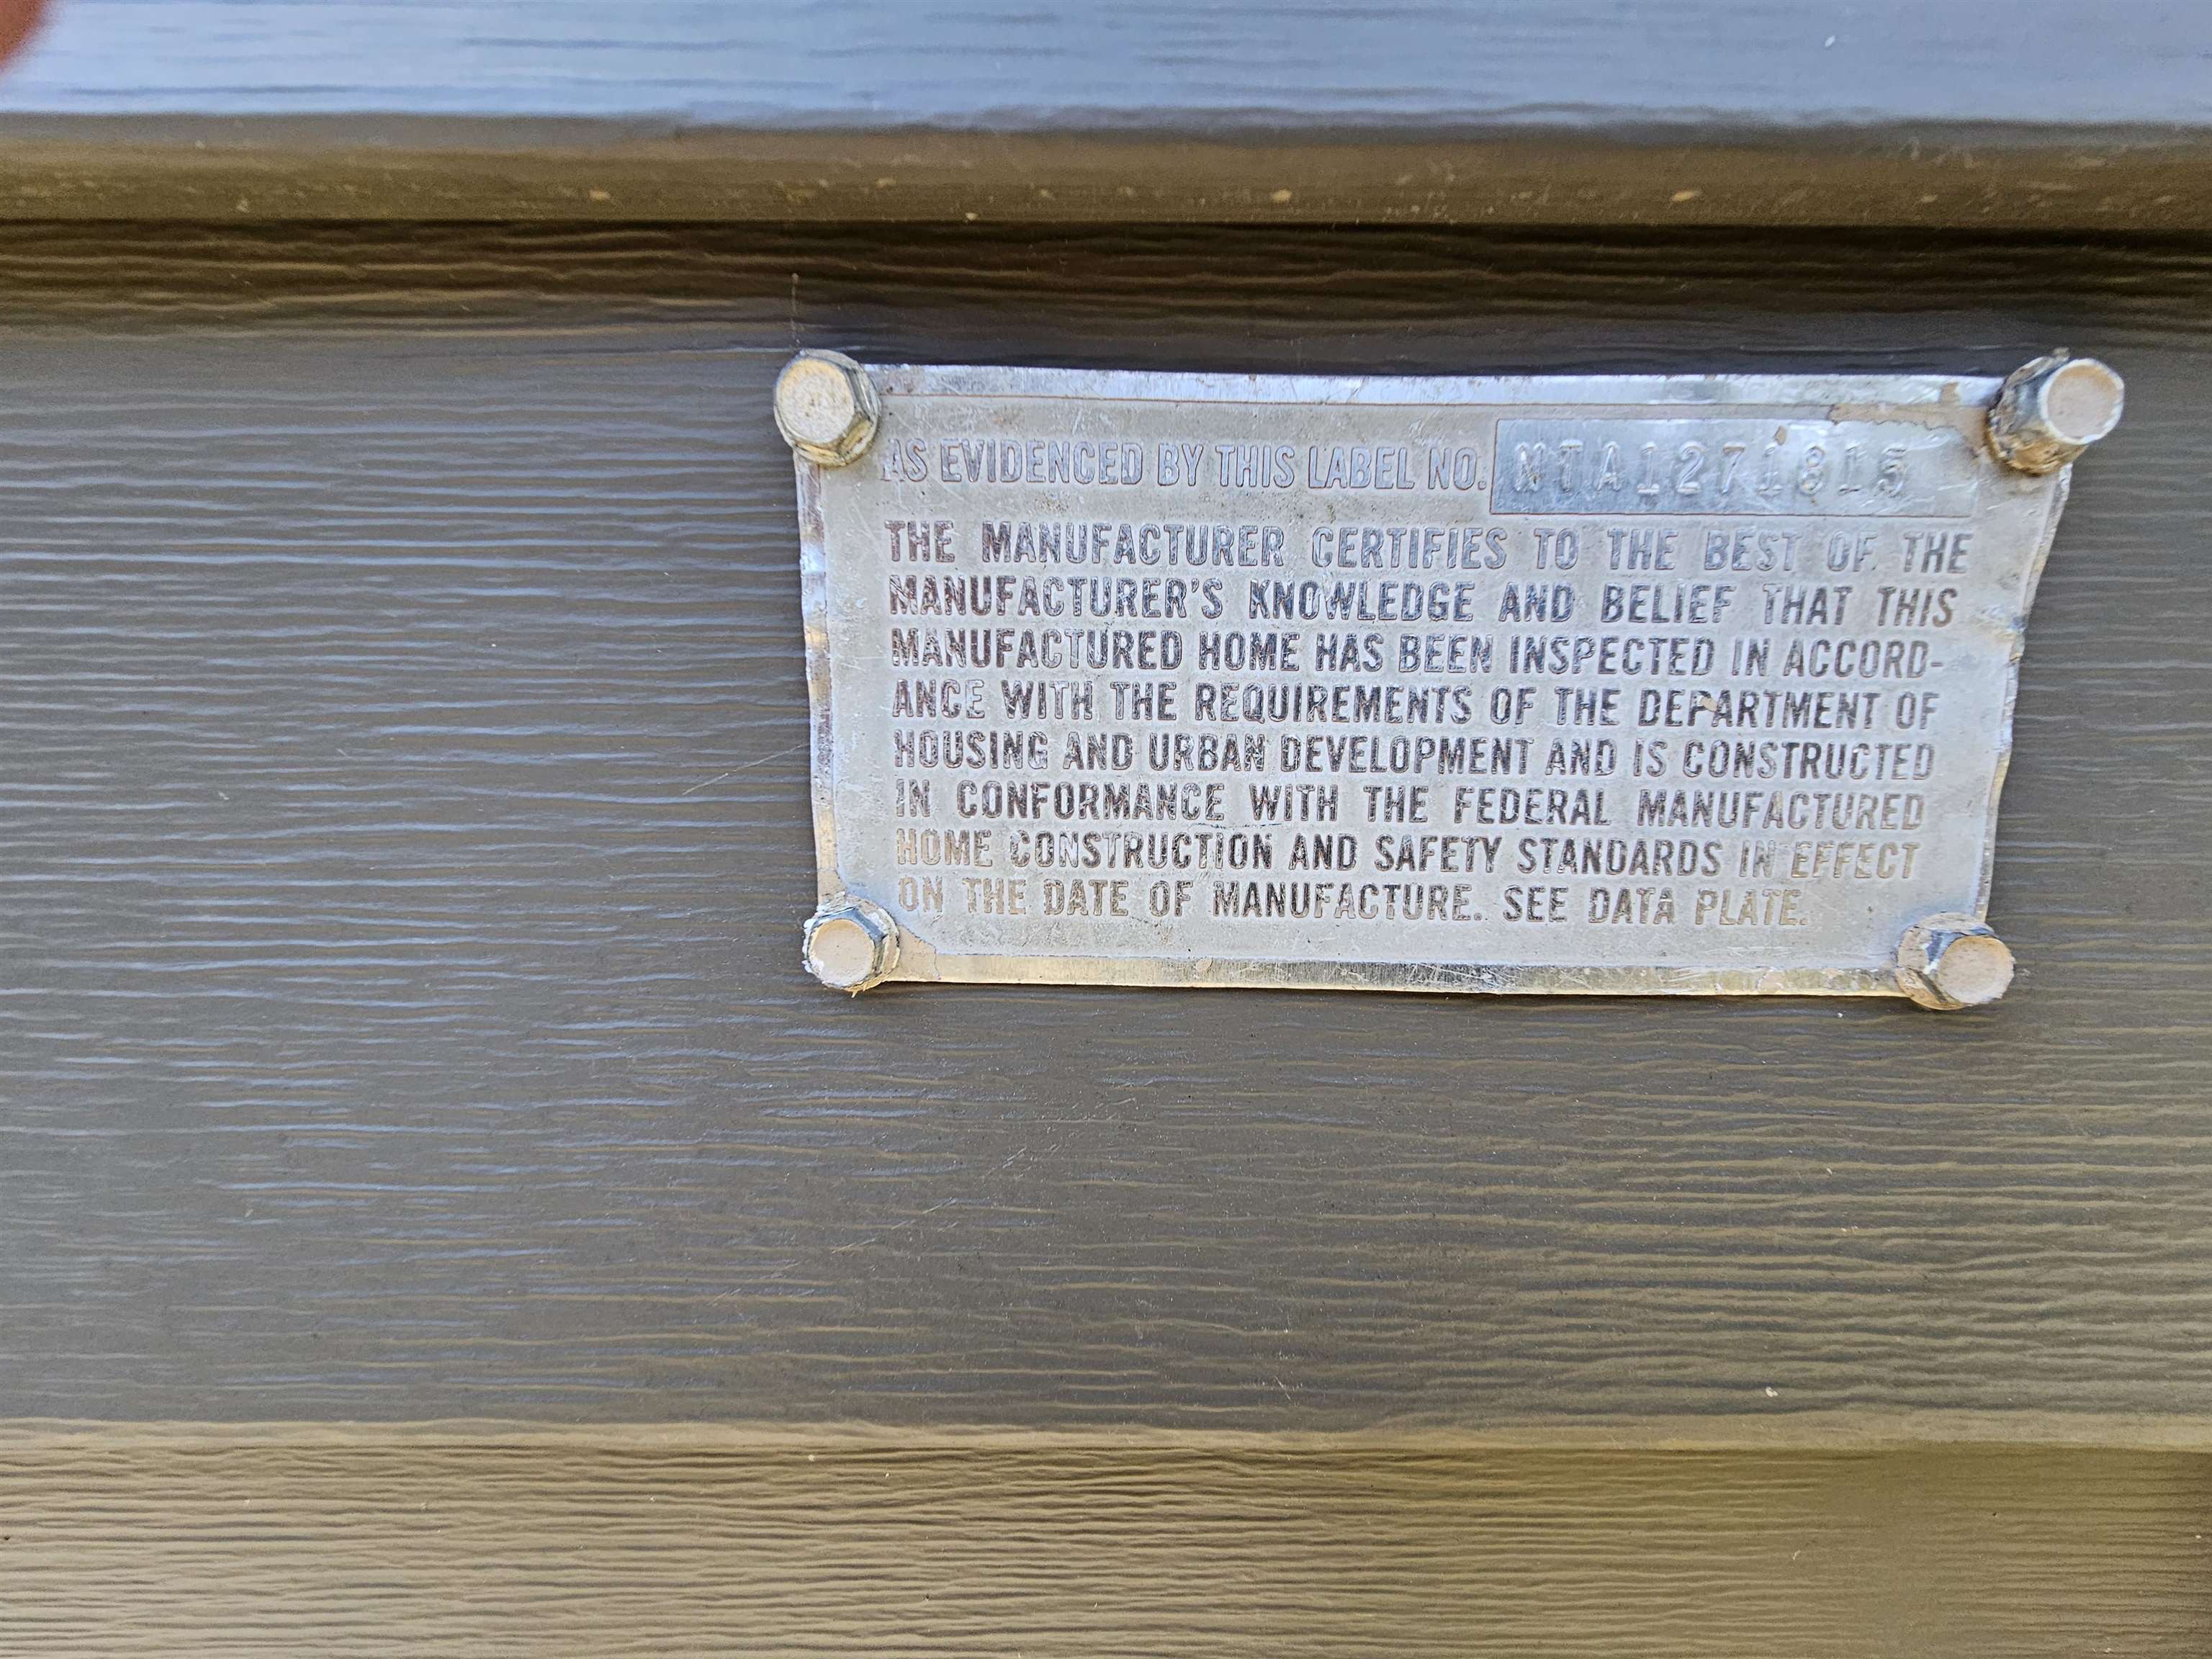 AS EVIDENCED BY THIS LABEL NO. NTA1271815
THE MANUFACTURER CERTIFIES TO THE BEST OF THE
MANUFACTURER'S KNOWLEDGE AND BELIEF THAT THIS
MANUFACTURED HOME HAS BEEN INSPECTED IN ACCORD-
ANCE WITH THE REQUIREMENTS OF THE DEPARTMENT OF
HOUSING AND URBAN DEVELOPMENT AND IS CONSTRUCTED
IN CONFORMANCE WITH THE FEDERAL MANUFACTURED
HOME CONSTRUCTION AND SAFETY STANDARDS IN EFFECT
ON THE DATE OF MANUFACTURE. SEE DATA PLATE.